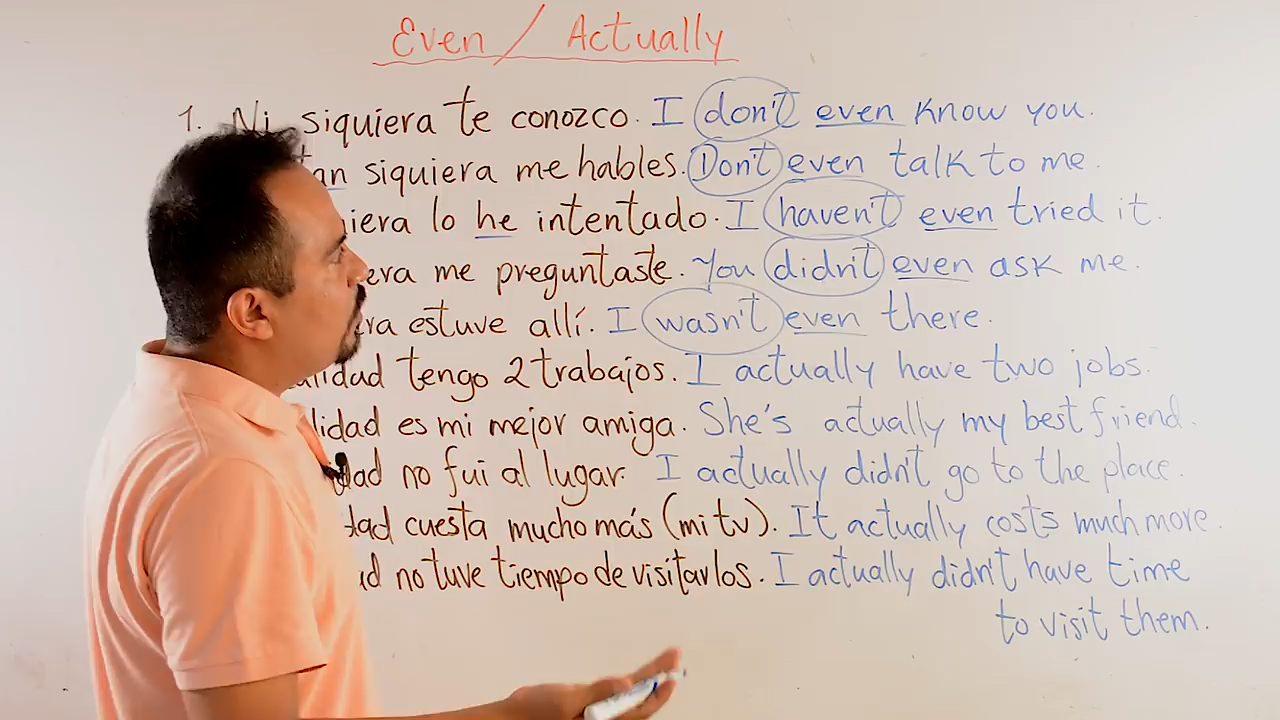 Even / Actually
1. Ni siquiera te conozco. I don't even know you.
an siquiera me hables. Don't even talk to me.
iera lo he intentado. I haven't even tried it.
era me preguntaste. You didn't even ask me.
ra estuve allí. I wasn't even there.
alidad tengo 2 trabajos. I actually have two jobs.
lidad es mi mejor amiga. She's actually my best friend.
dad no fui al lugar. I actually didn't go to the place.
dad cuesta mucho más (mi tv). It actually costs much more.
ad no tuve tiempo de visitarlos. I actually didn't have time
to visit them.